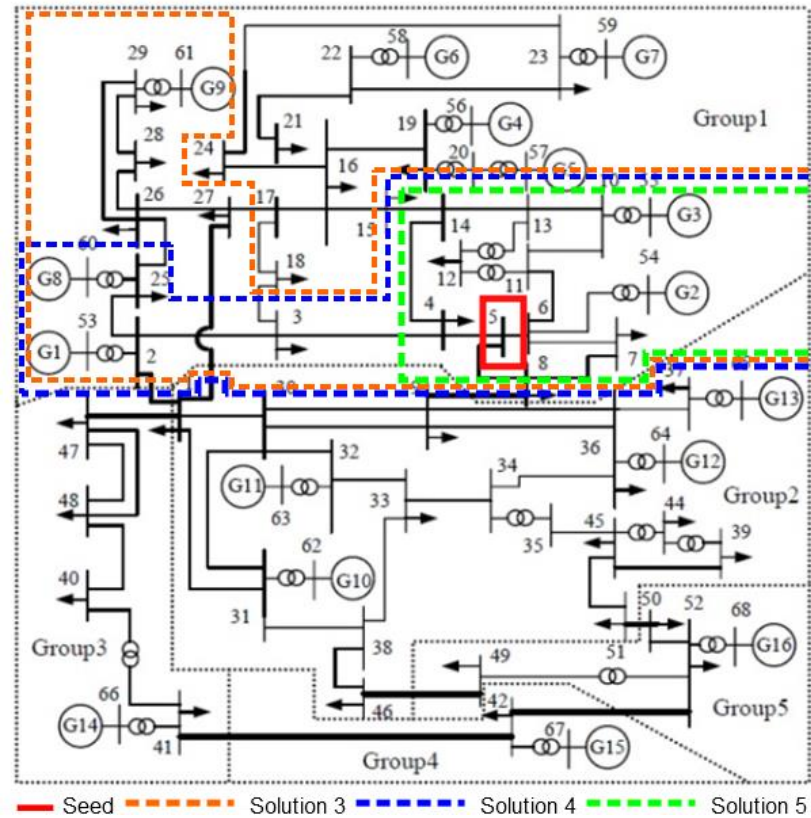 29 61 G9
22 58 G6
23 59 G7
28 24 21
16 19 56 G4
20 57 G5
Group1
26 27 17 15
14 13 G3
60 G8 25
18 12 11 54
G2
53 G1 2
3 4 5 6
8 7
47 36
G13
32 34 64 G12
G11 63 33
Group2
48 35 45 44 39
62 G10
40 31
38 50 52 68
Group3
49 51 G16
66 46 42
Group5
G14 41 67 G15
Group4
Seed Solution 3 Solution 4 Solution 5